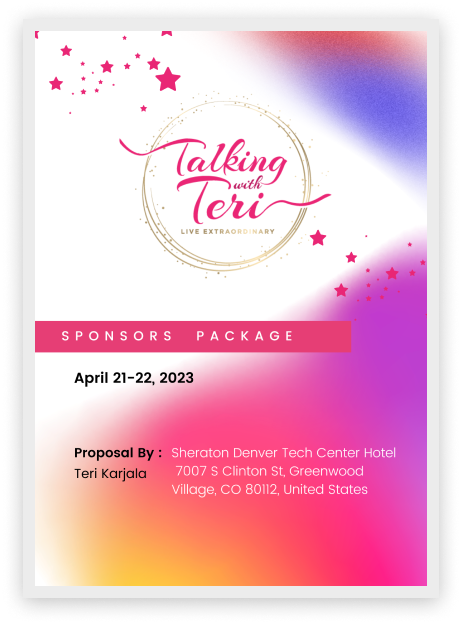 Talking
with
Teri
LIVE EXTRAORDINARY
SPONSORS PACKAGE
April 21-22, 2023
Proposal By : Sheraton Denver Tech Center Hotel
Teri Karjala 7007 S Clinton St, Greenwood
Village, CO 80112, United States